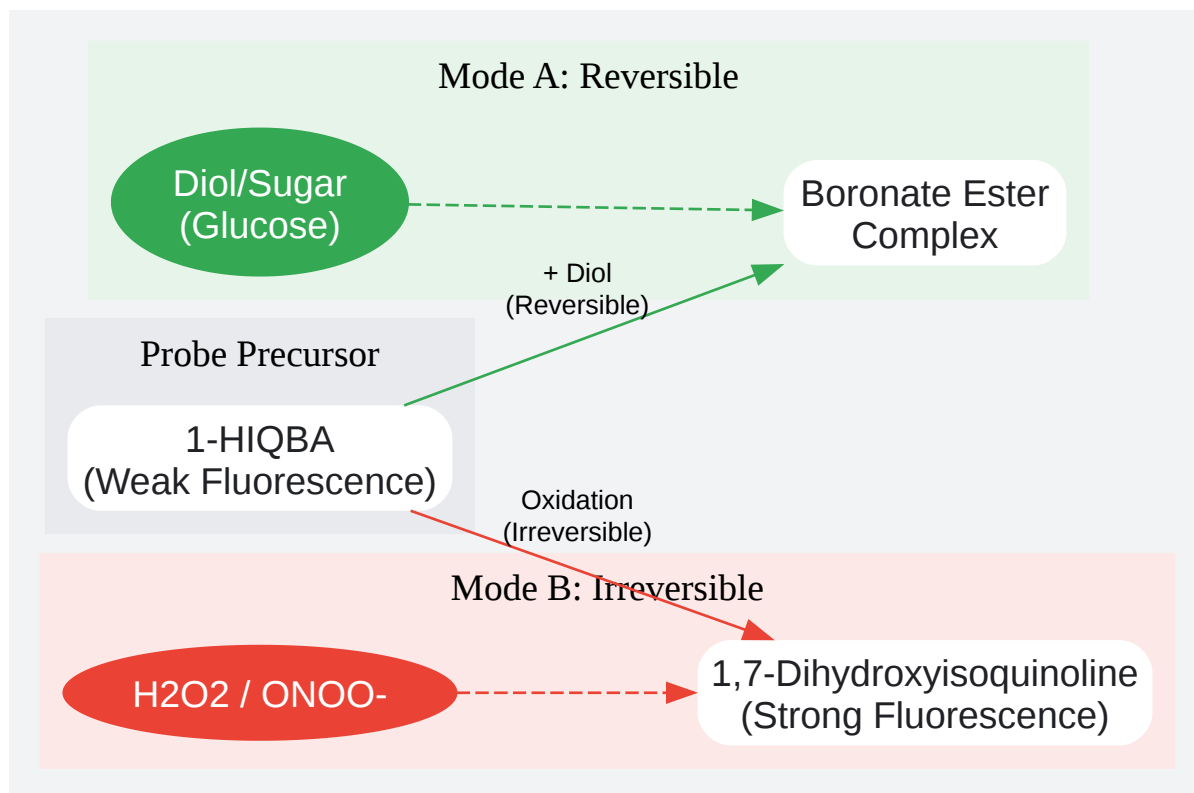 Mode A: Reversible
Diol/Sugar
(Glucose)
Boronate Ester
Complex
+ Diol
(Reversible)
Probe Precursor
1-HIQBA
(Weak Fluorescence)
Oxidation
(Irreversible)
Mode B: Irreversible
H2O2 / ONOO-
1,7-Dihydroxyisoquinoline
(Strong Fluorescence)